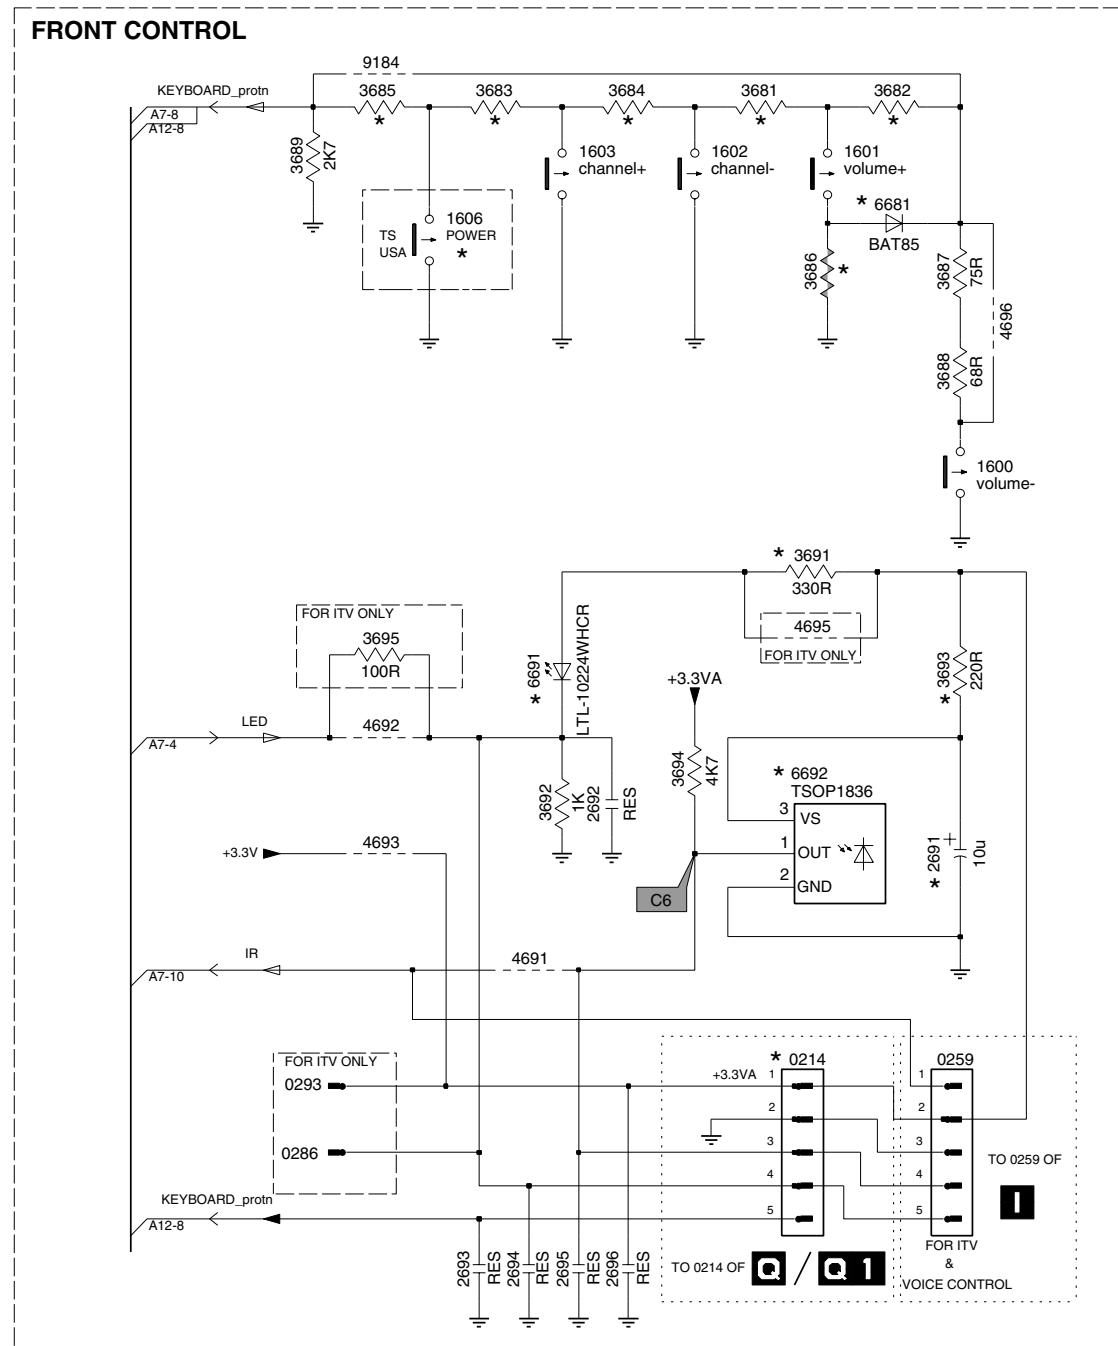 FRONT CONTROL
9184
KEYBOARD_protn
3685
3683
3684
3681
3682
*
*
*
*
*
A7-8
A12-8
3689
2K7
1603
channel+
1602
channel-
1601
volume+
* 6681
BAT85
TS
USA
1606
POWER
*
3686
*
3687
75R
4696
3688
68R
1600
volume-
* 3691
330R
FOR ITV ONLY
3695
100R
4695
FOR ITV ONLY
* 6691
LTL-10224WHCR
+3.3VA
* 3693
220R
LED
4692
A7-4
3694
4K7
* 6692
TSOP1836
3692
1K
2692
RES
3 VS
1 OUT
2 GND
+3.3V
4693
* 2691
+
10u
C6
IR
4691
A7-10
FOR ITV ONLY
0293
0286
* 0214
0259
+3.3VA
1
2
3
4
5
1
2
3
4
5
TO 0259 OF
I
KEYBOARD_protn
A12-8
2693
RES
2694
RES
2695
RES
2696
RES
TO 0214 OF Q / Q 1
FOR ITV
&
VOICE CONTROL